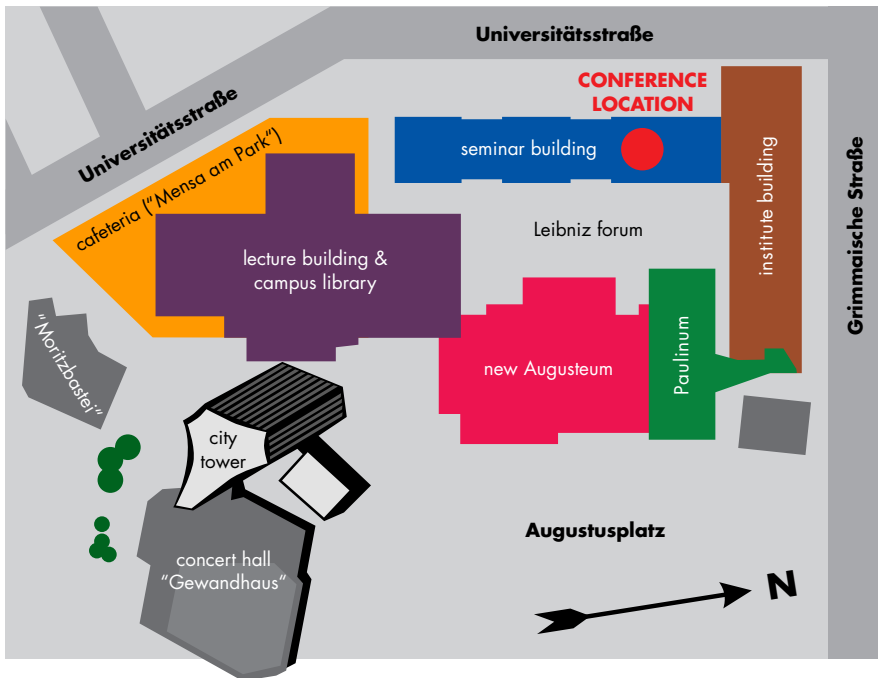 Universitätsstraße
CONFERENCE
LOCATION
Universitätsstraße
cafeteria (“Mensa am Park“)
seminar building
institute building
Grimmaische Straße
Leibniz forum
lecture building &
campus library
“Moritzbastei“
new Augusteum
Paulinum
city
tower
Augustusplatz
concert hall
“Gewandhaus“
N